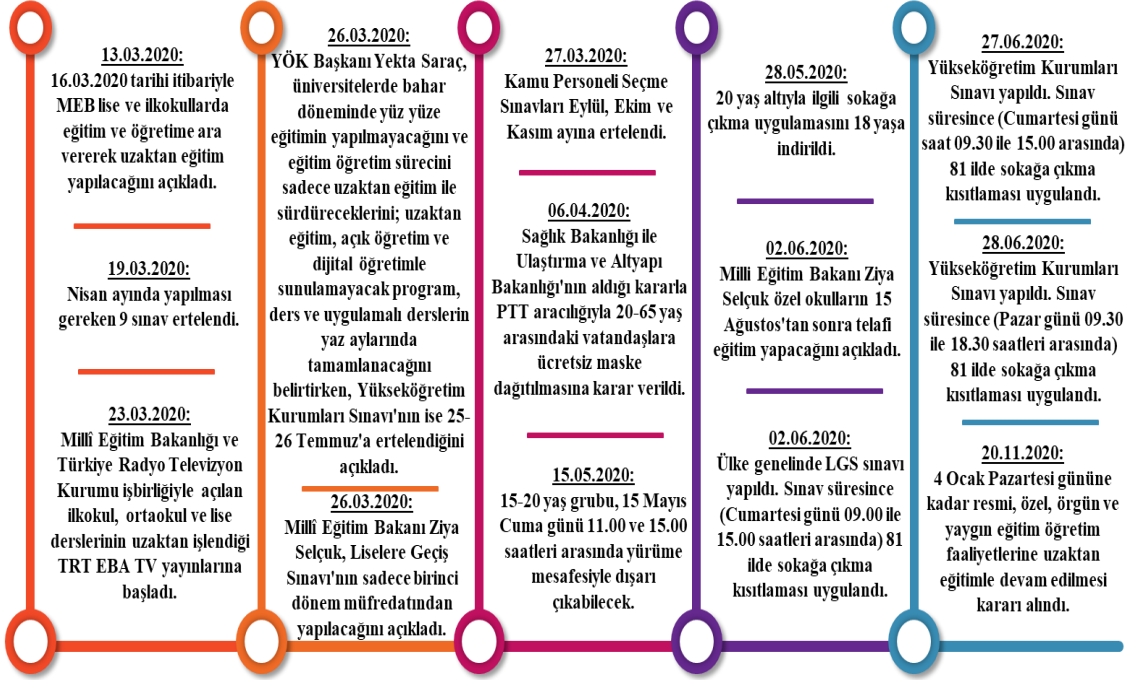 13.03.2020:
16.03.2020 tarihi itibariyle
MEB lise ve ilkokullarda
eğitim ve öğretime ara
vererek uzaktan eğitim
yapılacağını açıkladı.
19.03.2020:
Nisan ayında yapılması
gereken 9 sınav ertelendi.
23.03.2020:
Millî Eğitim Bakanlığı ve
Türkiye Radyo Televizyon
Kurumu işbirliğiyle açılan
ilkokul, ortaokul ve lise
derslerinin uzaktan işlendiği
TRT EBA TV yayınlarına
başladı.
26.03.2020:
YÖK Başkanı Yekta Saraç,
üniversitelerde bahar
döneminde yüz yüze
eğitimin yapılmayacağını ve
eğitim öğretim sürecini
sadece uzaktan eğitim ile
sürdüreceklerini; uzaktan
eğitim, açık öğretim ve
dijital öğretimle
sunulamayacak program,
ders ve uygulamalı derslerin
yaz aylarında
tamamlanacağını
belirtirken, Yükseköğretim
Kurumları Sınavı'nın ise 25-
26 Temmuz'a ertelendiğini
açıkladı.
26.03.2020:
Millî Eğitim Bakanı Ziya
Selçuk, Liselere Geçiş
Sınavı'nın sadece birinci
dönem müfredatından
yapılacağını açıkladı.
27.03.2020:
Kamu Personeli Seçme
Sınavları Eylül, Ekim ve
Kasım ayına ertelendi.
06.04.2020:
Sağlık Bakanlığı ile
Ulaştırma ve Altyapı
Bakanlığı'nın aldığı kararla
PTT aracılığıyla 20-65 yaş
arasındaki vatandaşlara
ücretsiz maske
dağıtılmasına karar verildi.
15.05.2020:
15-20 yaş grubu, 15 Mayıs
Cuma günü 11.00 ve 15.00
saatleri arasında yürüme
mesafesiyle dışarı
çıkabilecek.
28.05.2020:
20 yaş altıyla ilgili sokağa
çıkma uygulamasını 18 yaşa
indirildi.
02.06.2020:
Milli Eğitim Bakanı Ziya
Selçuk özel okulların 15
Ağustos'tan sonra telafi
eğitim yapacağını açıkladı.
02.06.2020:
Ülke genelinde LGS sınavı
yapıldı. Sınav süresince
(Cumartesi günü 09.00 ile
15.00 saatleri arasında) 81
ilde sokağa çıkma
kısıtlaması uygulandı.
27.06.2020:
Yükseköğretim Kurumları
Sınavı yapıldı. Sınav
süresince (Cumartesi günü
saat 09.30 ile 15.00 arasında)
81 ilde sokağa çıkma
kısıtlaması uygulandı.
28.06.2020:
Yükseköğretim Kurumları
Sınavı yapıldı. Sınav
süresince (Pazar günü 09.30
ile 18.30 saatleri arasında)
81 ilde sokağa çıkma
kısıtlaması uygulandı.
20.11.2020:
4 Ocak Pazartesi gününe
kadar resmi, özel, örgün ve
yaygın eğitim öğretim
faaliyetlerine uzaktan
eğitimle devam edilmesi
kararı alındı.